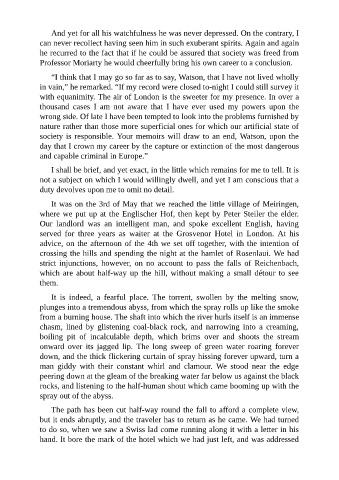 And yet for all his watchfulness he was never depressed. On the contrary, I
can never recollect having seen him in such exuberant spirits. Again and again
he recurred to the fact that if he could be assured that society was freed from
Professor Moriarty he would cheerfully bring his own career to a conclusion.
“I think that I may go so far as to say, Watson, that I have not lived wholly
in vain,” he remarked. “If my record were closed to-night I could still survey it
with equanimity. The air of London is the sweeter for my presence. In over a
thousand cases I am not aware that I have ever used my powers upon the
wrong side. Of late I have been tempted to look into the problems furnished by
nature rather than those more superficial ones for which our artificial state of
society is responsible. Your memoirs will draw to an end, Watson, upon the
day that I crown my career by the capture or extinction of the most dangerous
and capable criminal in Europe.”
I shall be brief, and yet exact, in the little which remains for me to tell. It is
not a subject on which I would willingly dwell, and yet I am conscious that a
duty devolves upon me to omit no detail.
It was on the 3rd of May that we reached the little village of Meiringen,
where we put up at the Englischer Hof, then kept by Peter Steiler the elder.
Our landlord was an intelligent man, and spoke excellent English, having
served for three years as waiter at the Grosvenor Hotel in London. At his
advice, on the afternoon of the 4th we set off together, with the intention of
crossing the hills and spending the night at the hamlet of Rosenlaui. We had
strict injunctions, however, on no account to pass the falls of Reichenbach,
which are about half-way up the hill, without making a small détour to see
them.
It is indeed, a fearful place. The torrent, swollen by the melting snow,
plunges into a tremendous abyss, from which the spray rolls up like the smoke
from a burning house. The shaft into which the river hurls itself is an immense
chasm, lined by glistening coal-black rock, and narrowing into a creaming,
boiling pit of incalculable depth, which brims over and shoots the stream
onward over its jagged lip. The long sweep of green water roaring forever
down, and the thick flickering curtain of spray hissing forever upward, turn a
man giddy with their constant whirl and clamour. We stood near the edge
peering down at the gleam of the breaking water far below us against the black
rocks, and listening to the half-human shout which came booming up with the
spray out of the abyss.
The path has been cut half-way round the fall to afford a complete view,
but it ends abruptly, and the traveler has to return as he came. We had turned
to do so, when we saw a Swiss lad come running along it with a letter in his
hand. It bore the mark of the hotel which we had just left, and was addressed